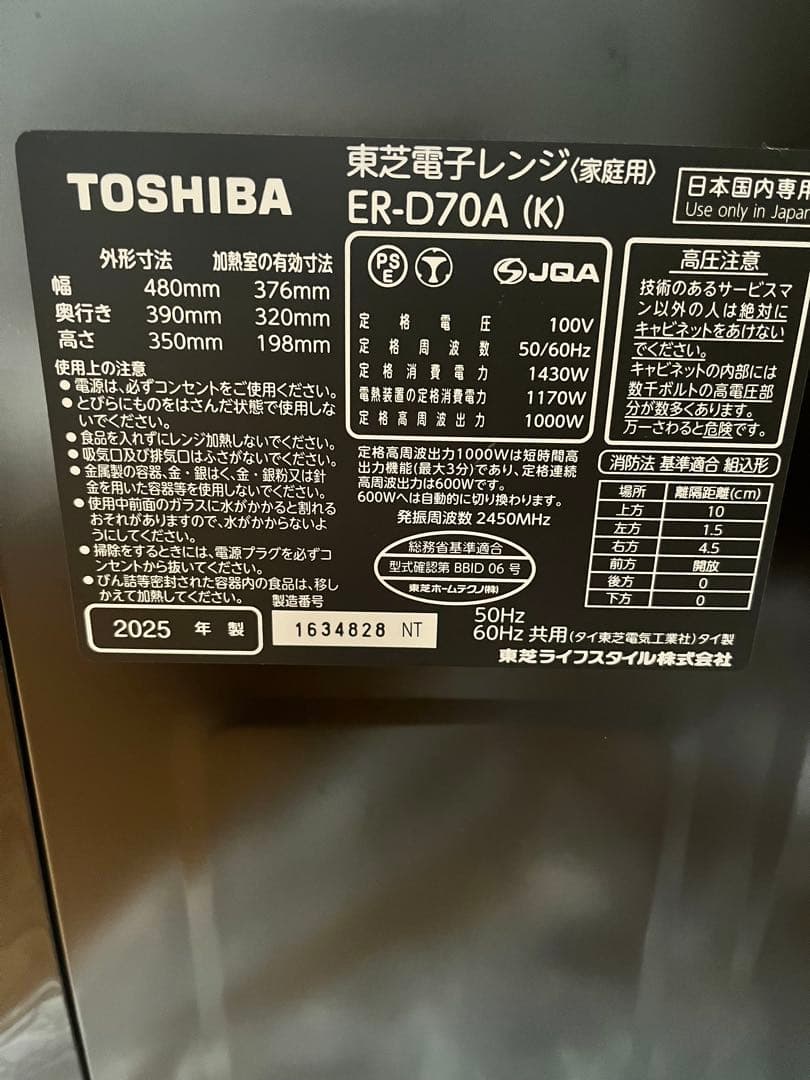 TOSHIBA
東芝電子レンジ〈家庭用〉
ER-D70A (K)
日本国内専用
Use only in Japan
外形寸法 加熱室の有効寸法
幅 480mm 376mm
奥行き 390mm 320mm
高さ 350mm 198mm
使用上の注意
●電源は、必ずコンセントをご使用ください。
●とびらにものをはさんだ状態で使用しな
いでください。
●食品を入れずにレンジ加熱しないでください。
●吸気口及び排気口はふさがないでください。
●金属製の容器、金・銀はく、金・銀粉又は針
金を用いた容器等を使用しないでください。
●使用中前面のガラスに水がかかると割れる
おそれがありますので、水がかからないよ
うにしてください。
●掃除をするときには、電源プラグを必ずコ
ンセントから抜いてください。
●びん詰等密封された容器内の食品は、移し
かえて加熱してください。
PSE JQA
定格電圧 100V
定格周波数 50/60Hz
定格消費電力 1430W
電熱装置の定格消費電力 1170W
定格高周波出力 1000W
定格高周波出力1000Wは短時間高
出力機能(最大3分)であり、定格連続
高周波出力は600Wです。
600Wへは自動的に切り換わります。
発振周波数 2450MHz
総務省基準適合
型式確認第 BBID 06 号
東芝ホームテクノ(株)
高圧注意
技術のあるサービスマ
ン以外の人は絶対に
キャビネットをあけない
でください。
キャビネットの内部には
数千ボルトの高電圧部
分が数多くあります。
万一さわると危険です。
消防法 基準適合 組込形
場所 離隔距離(cm)
上方 10
左方 1.5
右方 4.5
前方 開放
後方 0
下方 0
2025 年 製
製造番号
1634828 NT
50Hz
60Hz 共用 (タイ東芝電気工業社)タイ製
東芝ライフスタイル株式会社